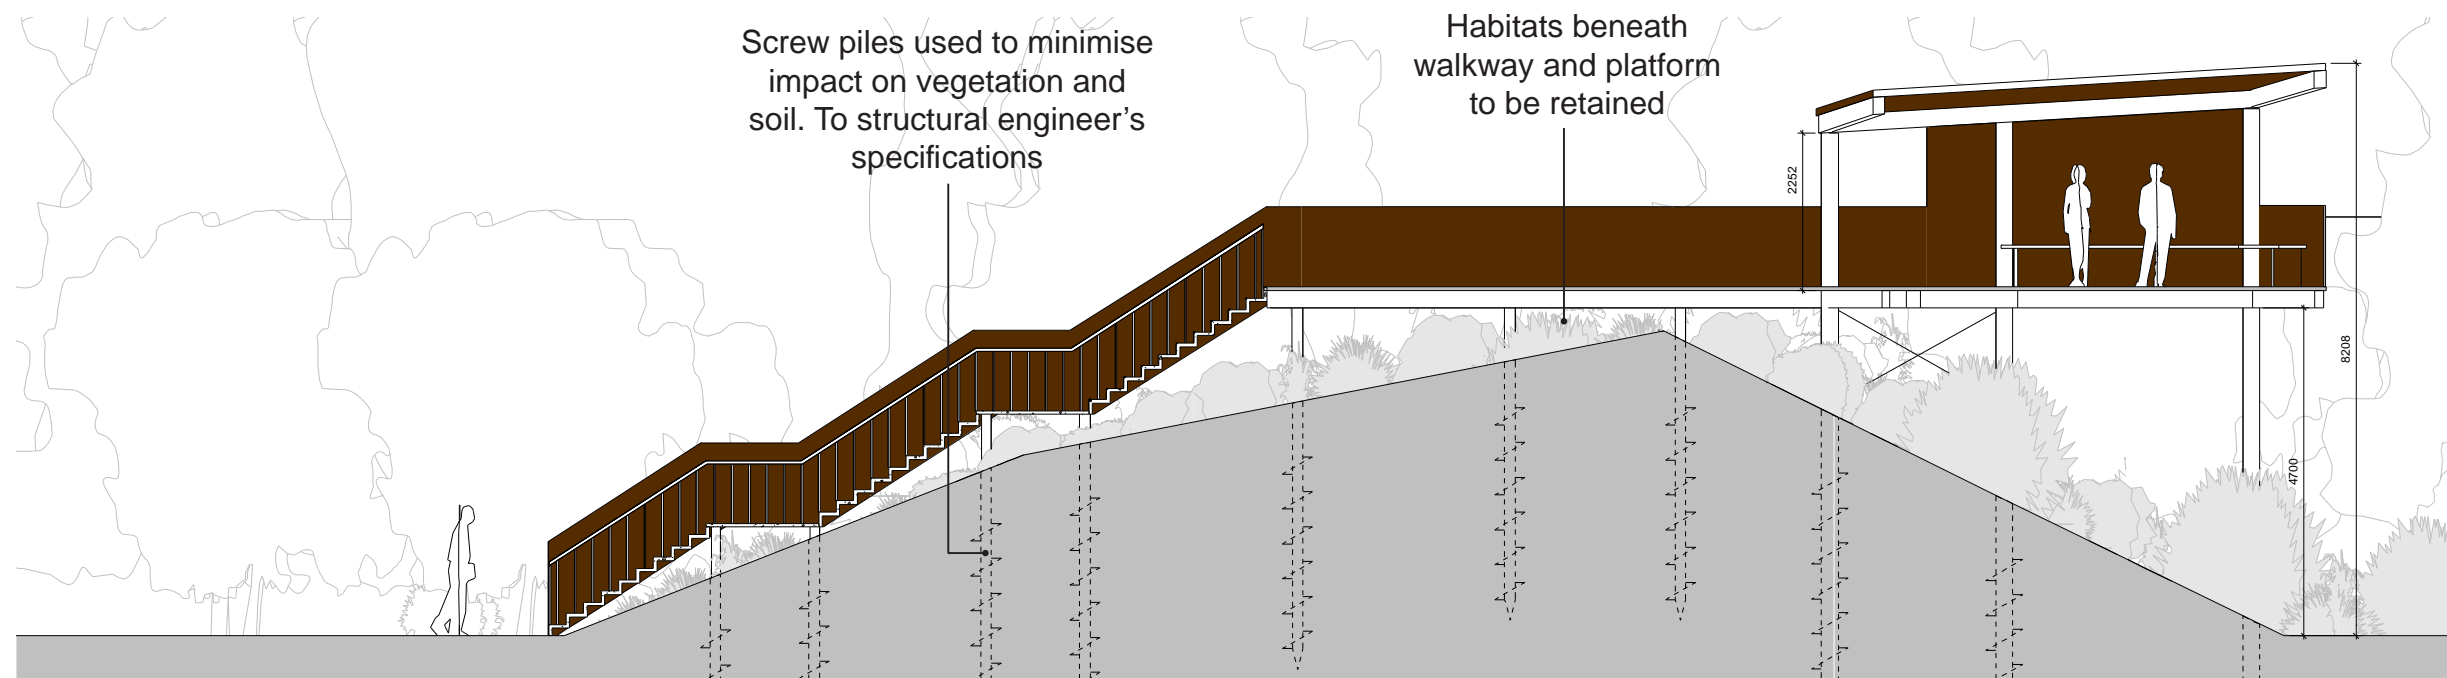 Screw piles used to minimise
impact on vegetation and
soil. To structural engineer’s
specifications
Habitats beneath
walkway and platform
to be retained
2252
8208
4700